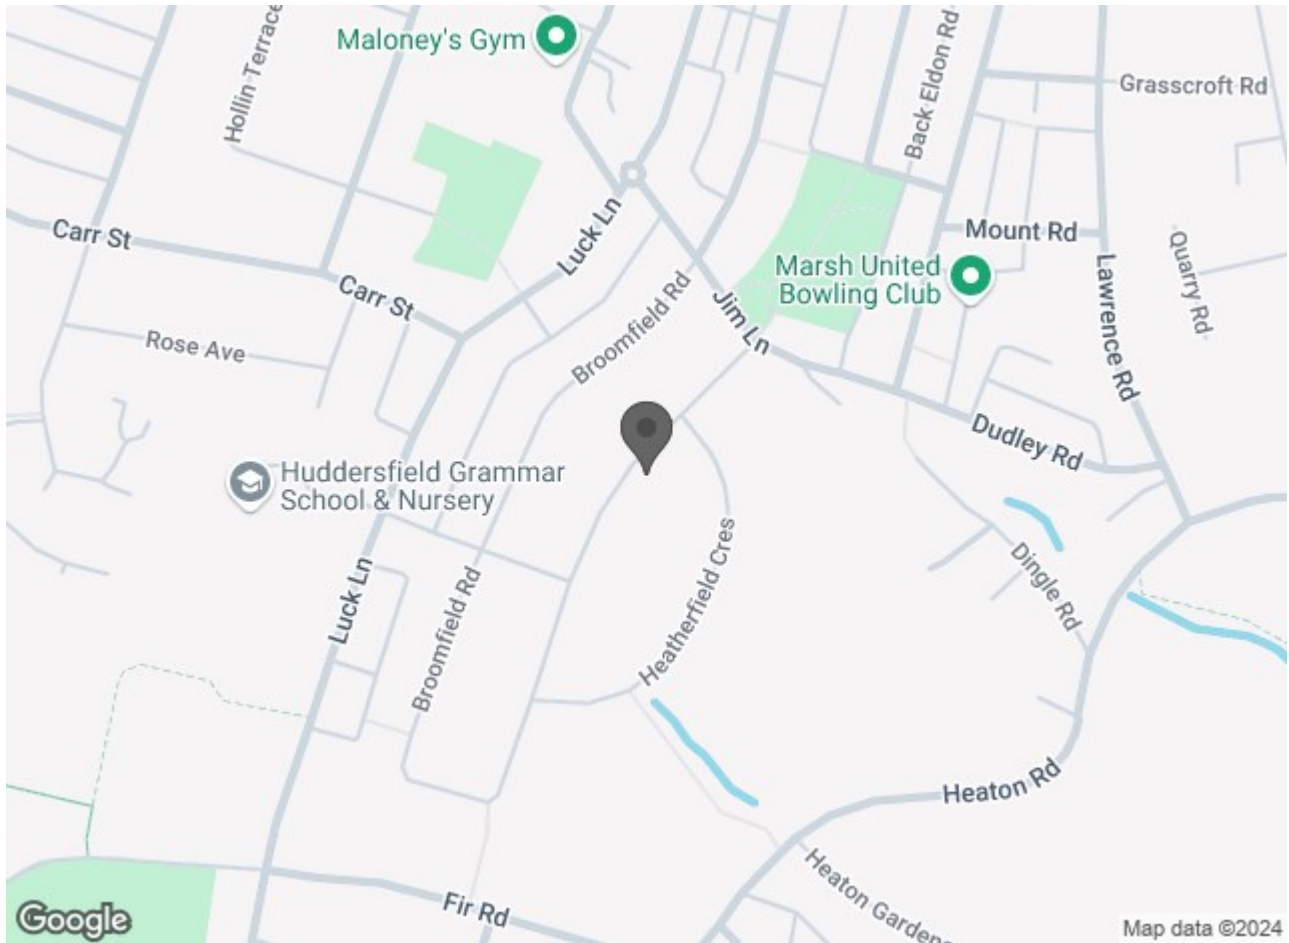 Maloney's Gym
Hollin Terrace
Back Eldon Rd
Grasscroft Rd
Carr St
Luck Ln
Mount Rd
Quarry Rd
Marsh United
Bowling Club
Lawrence Rd
Carr St
Jim Ln
Broomfield Rd
Rose Ave
Dudley Rd
Huddersfield Grammar
School & Nursery
Heatherfield Cres
Dingle Rd
Luck Ln
Broomfield Rd
Heaton Rd
Fir Rd
Heaton Gardens
Google
Map data ©2024